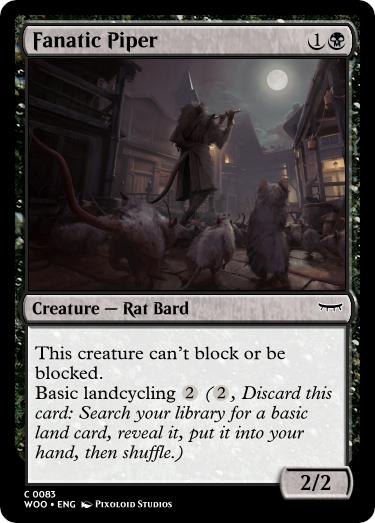 Fanatic Piper 1
Creature — Rat Bard
This creature can't block or be
blocked.
Basic landcycling 2 (2, Discard this
card: Search your library for a basic
land card, reveal it, put it into your
hand, then shuffle.)
2/2
C 0083
WOO • ENG Pixoloid Studios